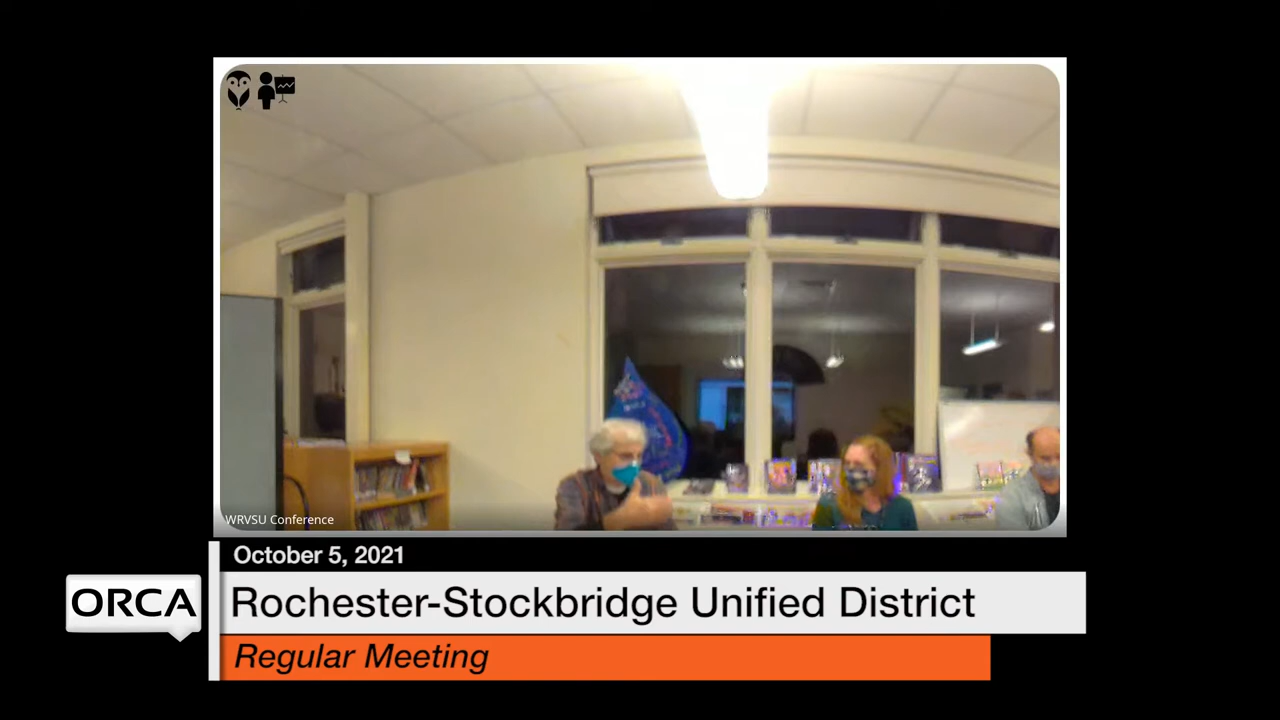 WRVSU Conference
October 5, 2021
ORCA
Rochester-Stockbridge Unified District
Regular Meeting